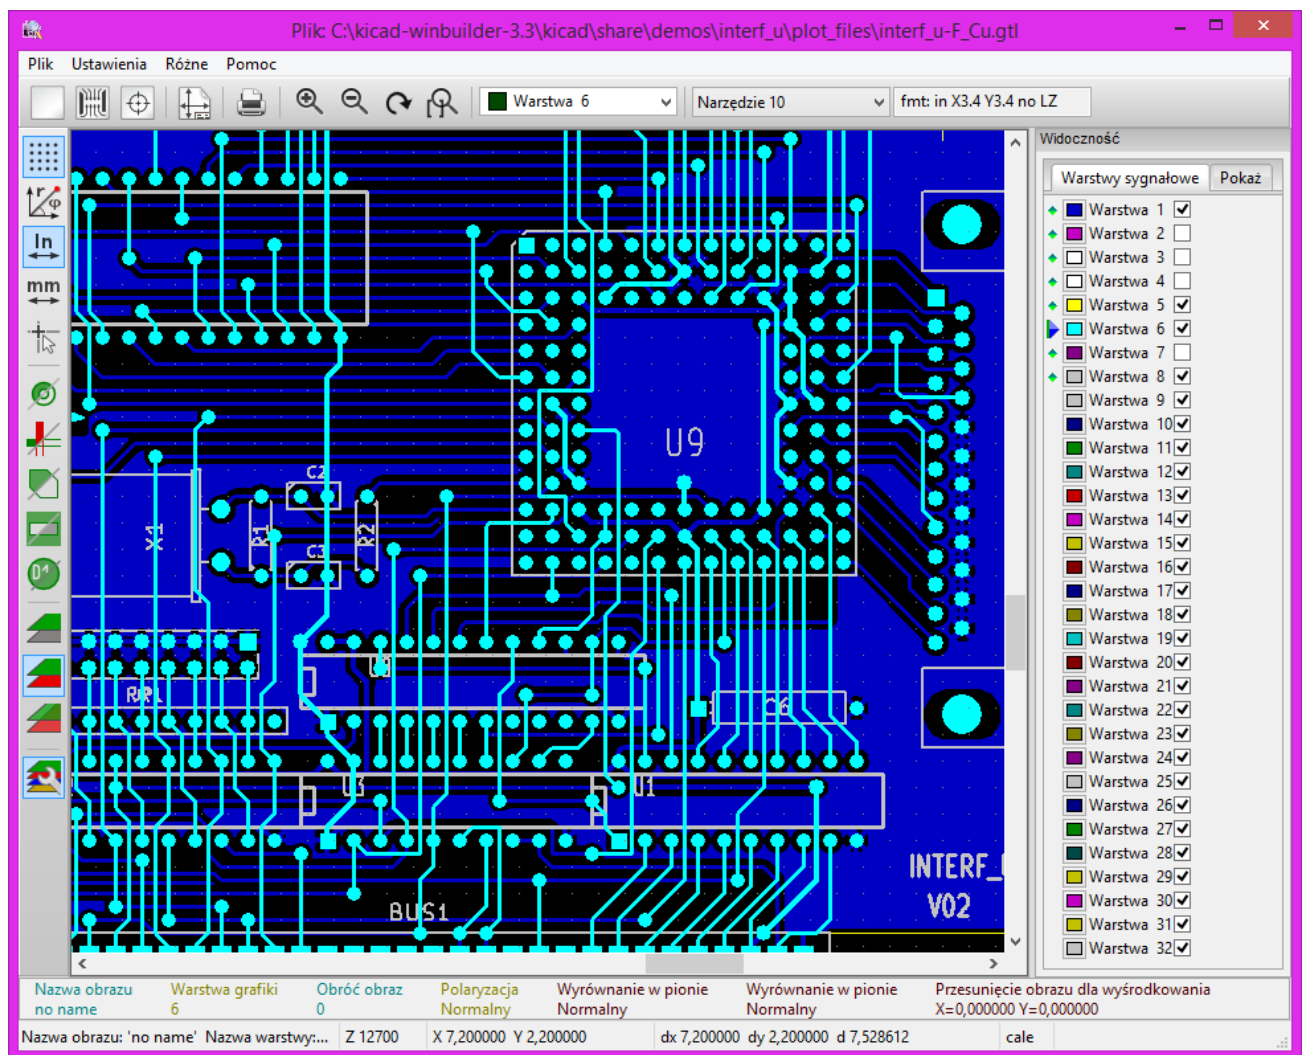 Plik: C:\kicad-winbuilder-3.3\kicad\share\demos\interf_u\plot_files\interf_u-F_Cu.gtl
Plik Ustawienia Różne Pomoc
Warstwa 6 Narzędzie 10 fmt: in X3.4 Y3.4 no LZ
Widoczność
Warstwy sygnałowe Pokaż
Warstwa 1
Warstwa 2
Warstwa 3
Warstwa 4
Warstwa 5
Warstwa 6
Warstwa 7
Warstwa 8
Warstwa 9
Warstwa 10
Warstwa 11
Warstwa 12
Warstwa 13
Warstwa 14
Warstwa 15
Warstwa 16
Warstwa 17
Warstwa 18
Warstwa 19
Warstwa 20
Warstwa 21
Warstwa 22
Warstwa 23
Warstwa 24
Warstwa 25
Warstwa 26
Warstwa 27
Warstwa 28
Warstwa 29
Warstwa 30
Warstwa 31
Warstwa 32
In
mm
U9
C2
X1 R1 R2
C3
C6
U3 U1
BUS1
INTERF_
V02
Nazwa obrazu Warstwa grafiki Obróć obraz Polaryzacja Wyrównanie w pionie Wyrównanie w pionie Przesunięcie obrazu dla wyśrodkowania
no name 6 0 Normalny Normalny Normalny X=0,000000 Y=0,000000
Nazwa obrazu: 'no name' Nazwa warstwy:... Z 12700 X 7,200000 Y 2,200000 dx 7,200000 dy 2,200000 d 7,528612 cale